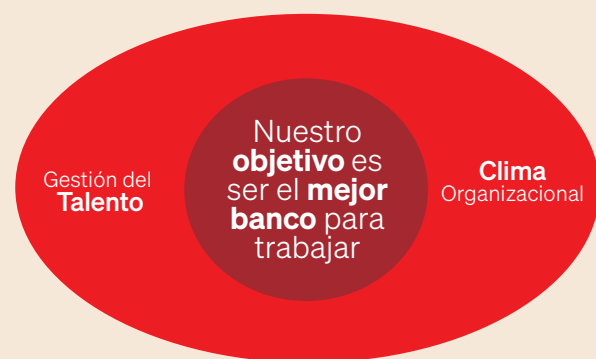 Gestión del
Talento
Nuestro
objetivo es
ser el mejor
banco para
trabajar
Clima
Organizacional